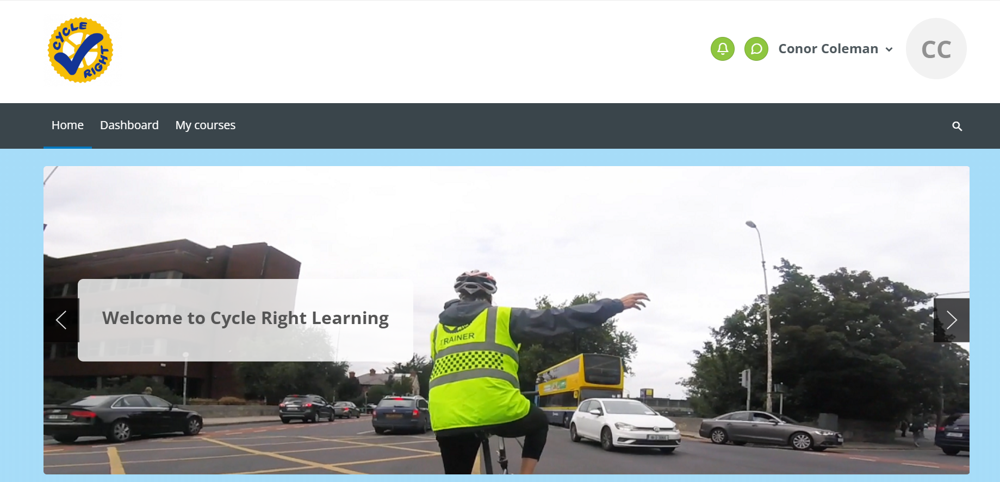 CYCLE
RIGHT
Conor Coleman
CC
Home
Dashboard
My courses
Welcome to Cycle Right Learning
TRAINER